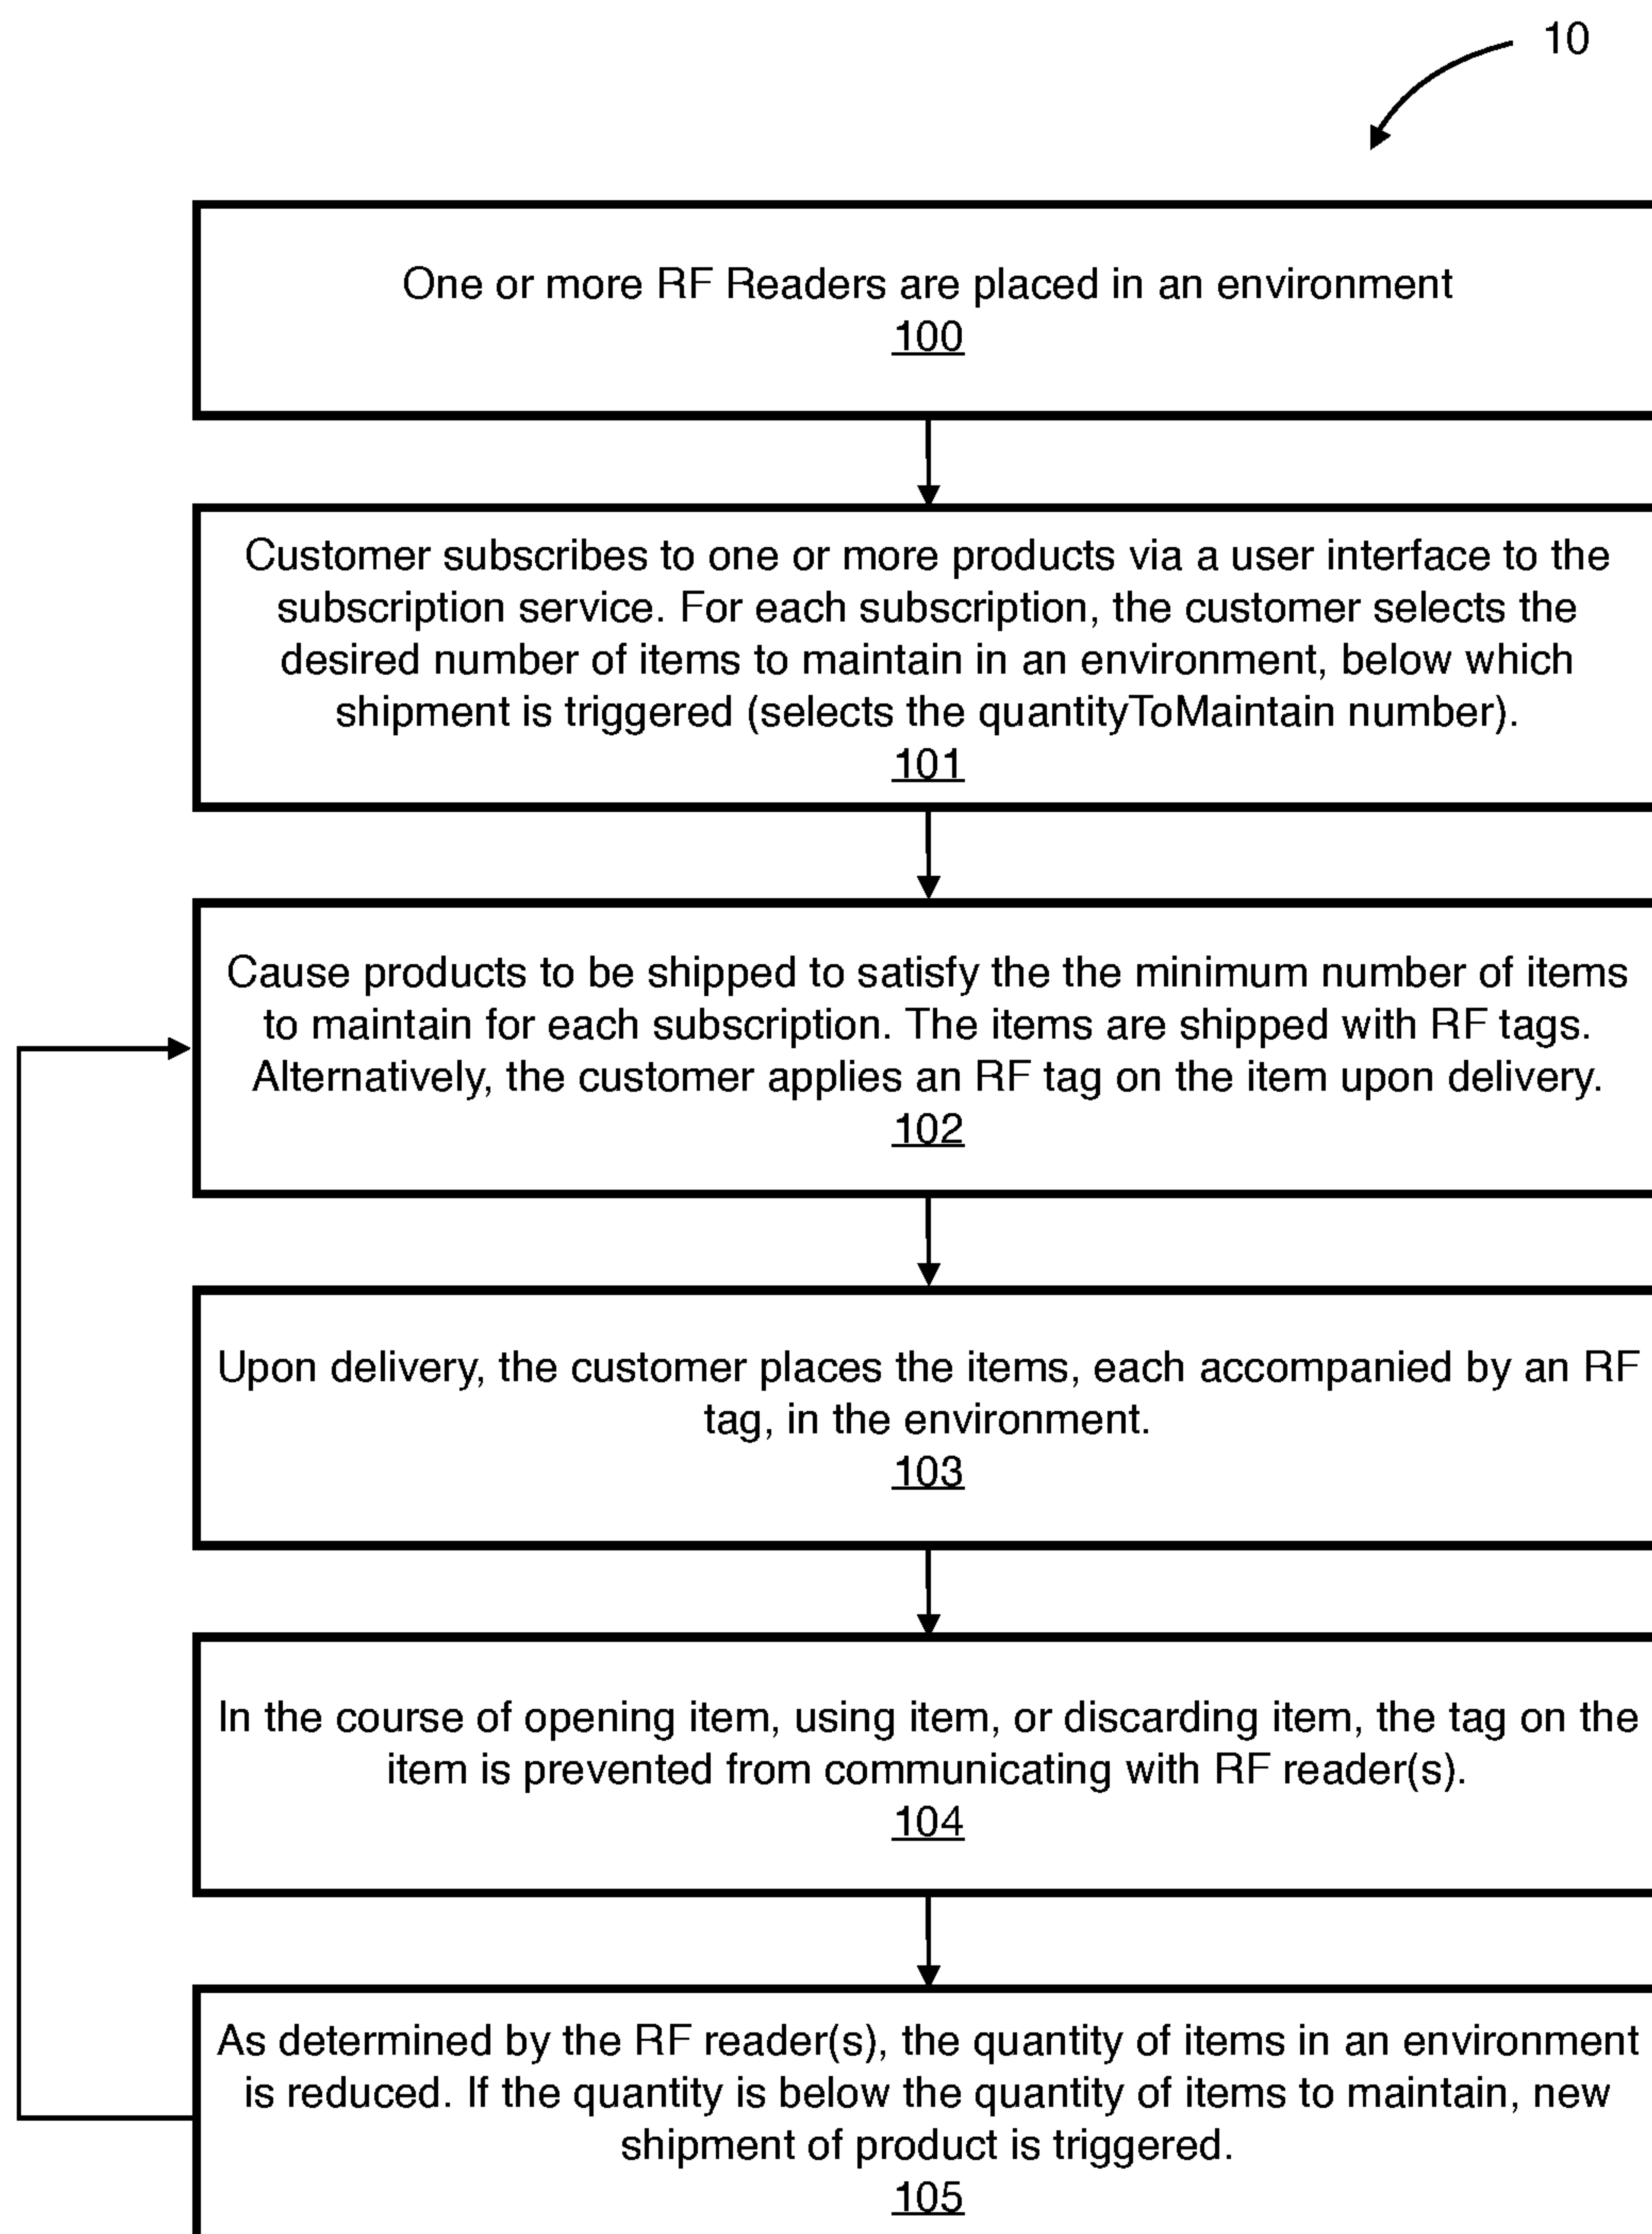 10
One or more RF Readers are placed in an environment
100
Customer subscribes to one or more products via a user interface to the
subscription service. For each subscription, the customer selects the
desired number of items to maintain in an environment, below which
shipment is triggered (selects the quantityToMaintain number).
101
Cause products to be shipped to satisfy the the minimum number of items
to maintain for each subscription. The items are shipped with RF tags.
Alternatively, the customer applies an RF tag on the item upon delivery.
102
Upon delivery, the customer places the items, each accompanied by an RF
tag, in the environment.
103
In the course of opening item, using item, or discarding item, the tag on the
item is prevented from communicating with RF reader(s).
104
As determined by the RF reader(s), the quantity of items in an environment
is reduced. If the quantity is below the quantity of items to maintain, new
shipment of product is triggered.
105